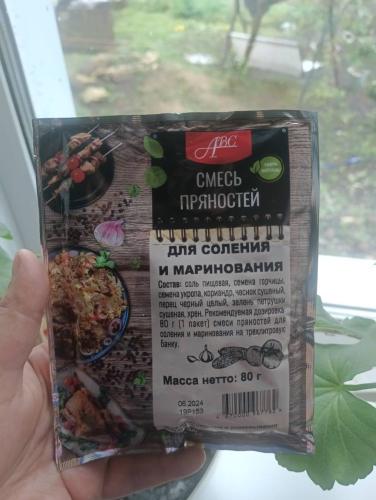 АВС
СМЕСЬ
ПРЯНОСТЕЙ
ДЛЯ СОЛЕНИЯ
И МАРИНОВАНИЯ
Состав: соль пищевая, семена горчицы,
семена укропа, кориандр, чеснок сушеный,
перец черный целый, зелень петрушки
сушеная, хрен. Рекомендуемая дозировка:
80 г (1 пакет) смеси пряностей для
соления и маринования на трехлитровую
банку.
Масса нетто: 80 г
06.2024